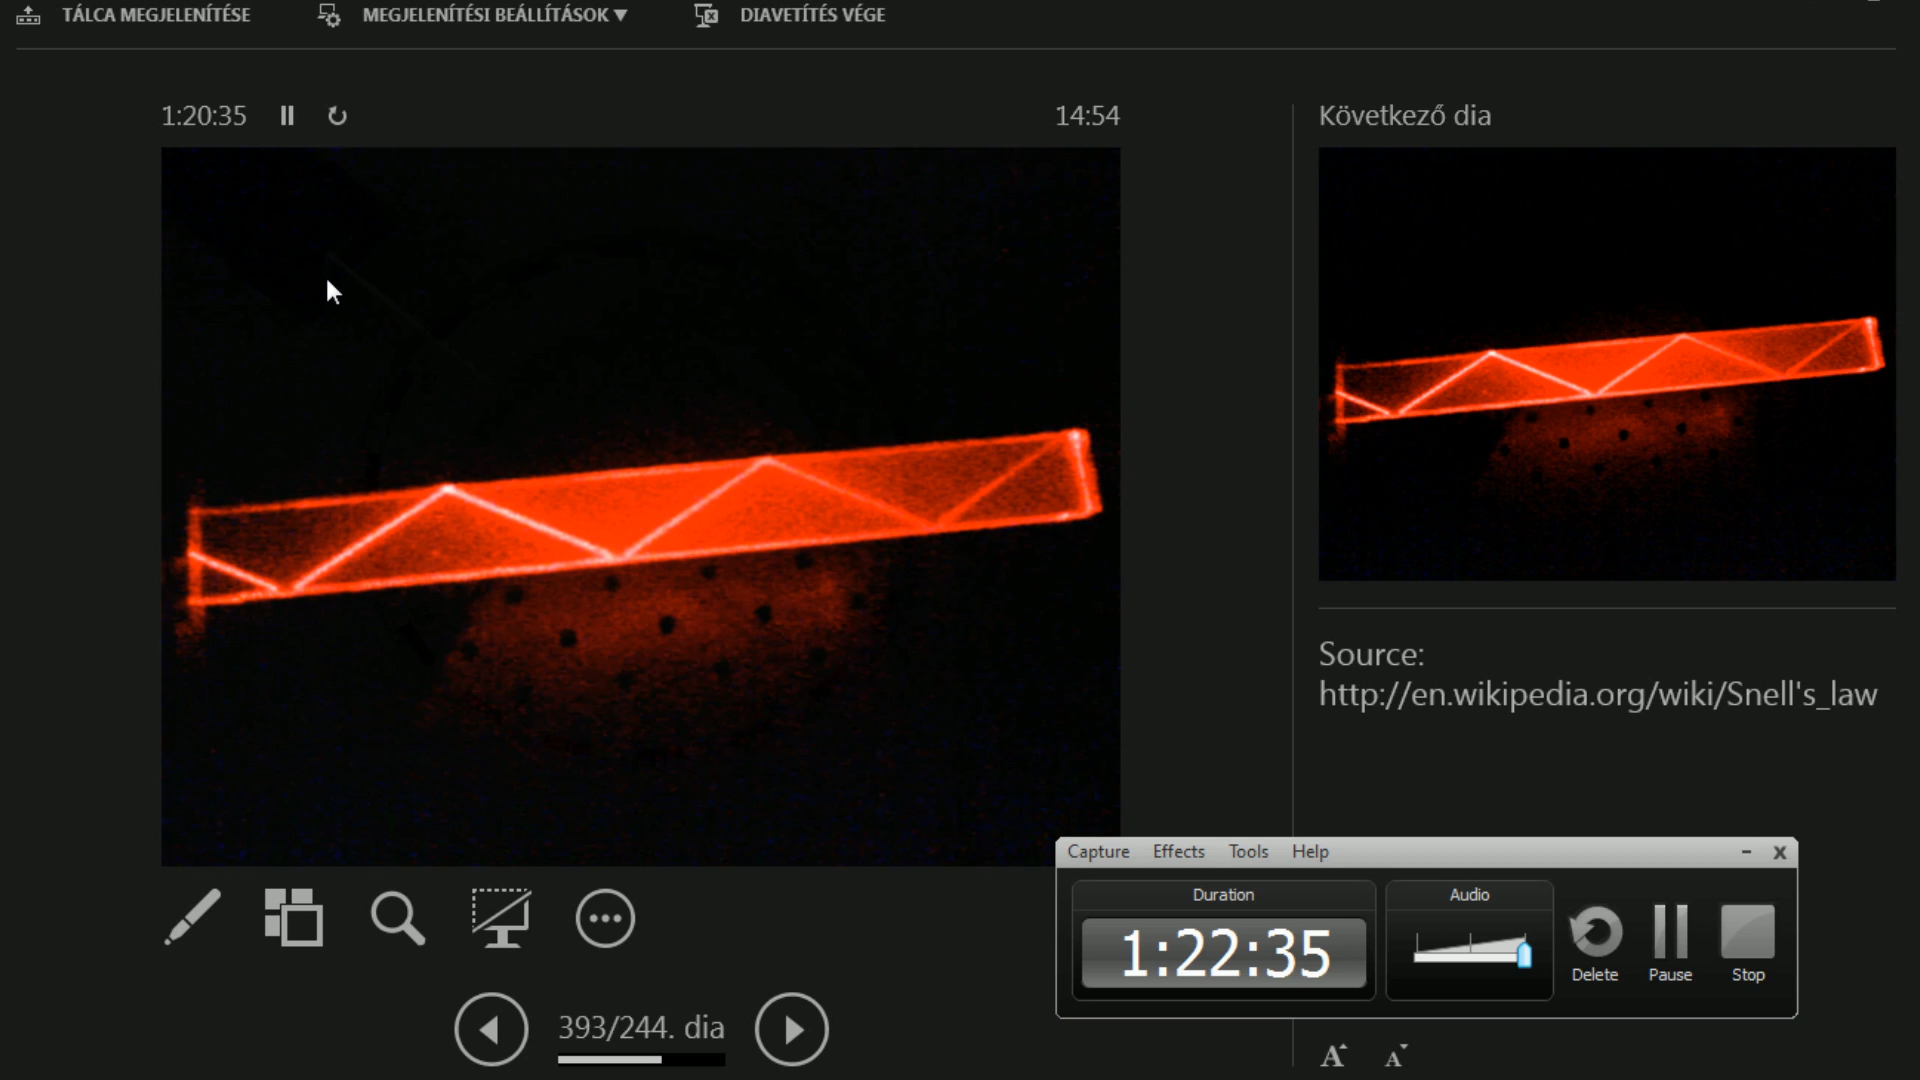 TÁLCA MEGJELENÍTÉSE
MEGJELENÍTÉSI BEÁLLÍTÁSOK ▼
DIAVETÍTÉS VÉGE
1:20:35
14:54
Következő dia
Source:
http://en.wikipedia.org/wiki/Snell's_law
Capture Effects Tools Help
Duration
Audio
1:22:35
Delete
Pause
Stop
393/244. dia
A A